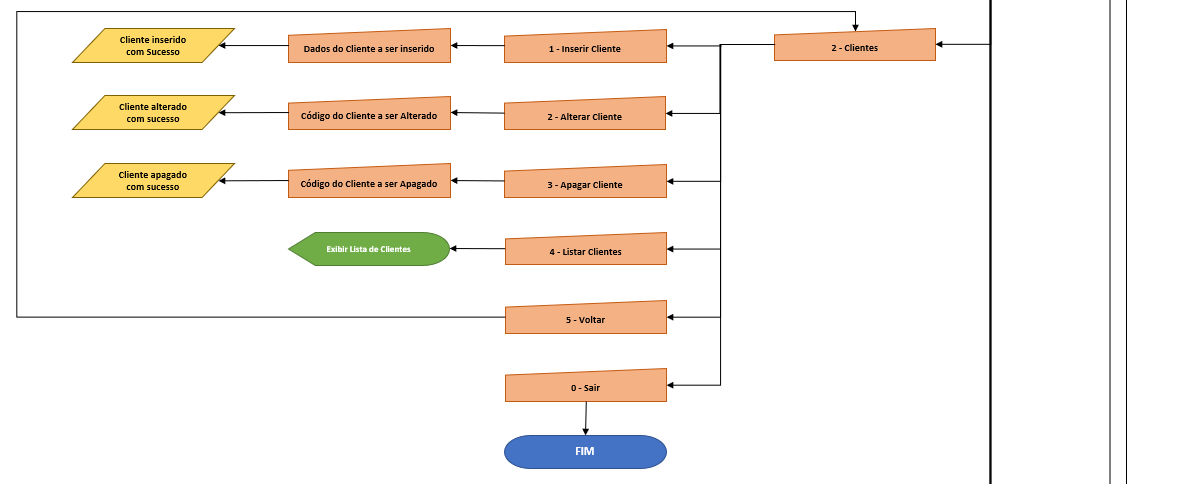 Cliente inserido
com Sucesso
Dados do Cliente a ser inserido
1 - Inserir Cliente
2 - Clientes
Cliente alterado
com sucesso
Código do Cliente a ser Alterado
2 - Alterar Cliente
Cliente apagado
com sucesso
Código do Cliente a ser Apagado
3 - Apagar Cliente
Exibir Lista de Clientes
4 - Listar Clientes
5 - Voltar
0 - Sair
FIM